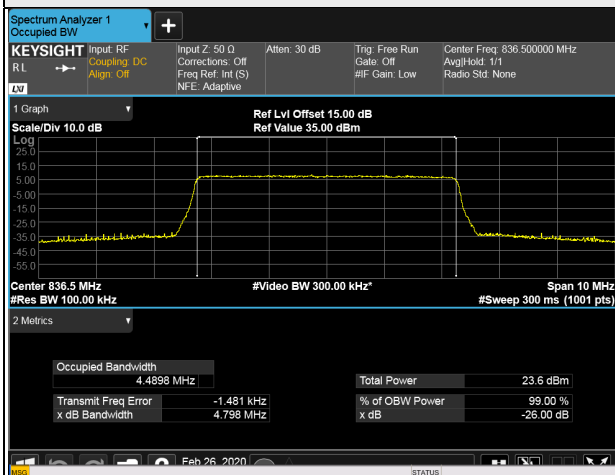 Spectrum Analyzer 1
Occupied BW
+
KEYSIGHT Input: RF Input Z: 50 Ω Atten: 30 dB Trig: Free Run Center Freq: 836.500000 MHz
RL Coupling: DC Corrections: Off Gate: Off Avg|Hold: 1/1
Align: Off Freq Ref: Int (S) #IF Gain: Low Radio Std: None
LXI NFE: Adaptive
1 Graph Ref Lvl Offset 15.00 dB
Scale/Div 10.0 dB Ref Value 35.00 dBm
Log
25.0
15.0
5.00
-5.00
-15.0
-25.0
-35.0
-45.0
-55.0
Center 836.5 MHz #Video BW 300.00 kHz* Span 10 MHz
#Res BW 100.00 kHz #Sweep 300 ms (1001 pts)
2 Metrics
Occupied Bandwidth
4.4898 MHz Total Power 23.6 dBm
Transmit Freq Error -1.481 kHz % of OBW Power 99.00 %
x dB Bandwidth 4.798 MHz x dB -26.00 dB
Feb 26, 2020
MSG STATUS